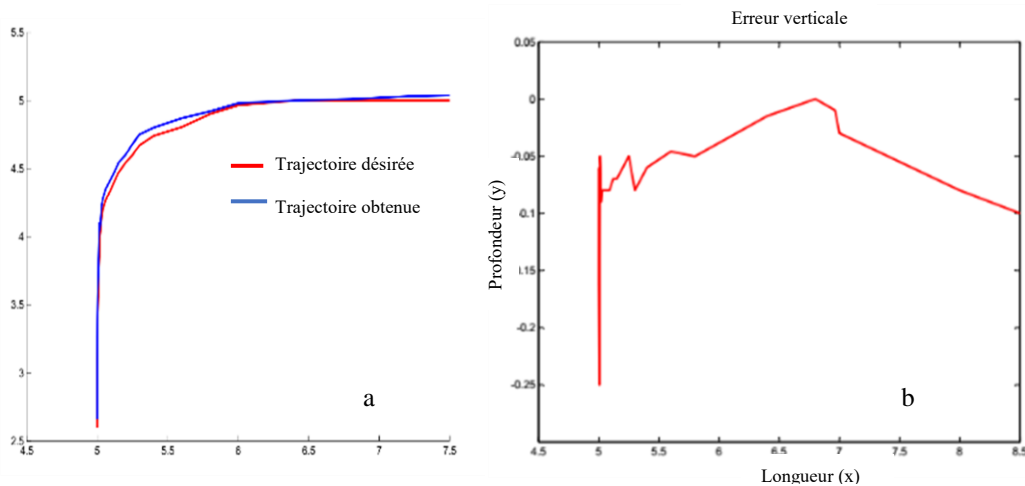 5.5
5
4.5
4
3.5
3
2.5
4.5 5 5.5 6 6.5 7 7.5
Trajectoire désirée
Trajectoire obtenue
a
Erreur verticale
0.05
0
-0.05
-0.1
0.15
-0.2
-0.25
4.5 5 5.5 6 6.5 7 7.5 8 8.5
Profondeur (y)
Longueur (x)
b